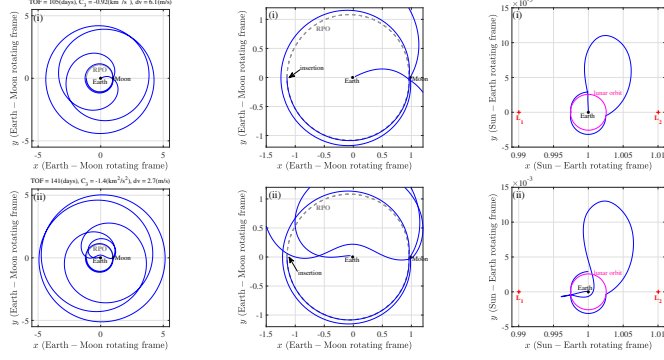 TOF = 105(days), C₃ = -0.92(km²/s²), dv = 6.1(m/s)
(i)
RPO
Earth
Moon
5
0
-5
-5
0
5
x (Earth−Moon rotating frame)
y (Earth−Moon rotating frame)
(i)
insertion
Earth
Moon
1
0.5
0
-0.5
-1
-1.5
-1
-0.5
0
0.5
1
x (Earth−Moon rotating frame)
y (Earth−Moon rotating frame)
(i)
lunar orbit
Earth
L₁
L₂
10
5
0
-5
0.99
0.995
1
1.005
1.01
x (Sun−Earth rotating frame)
y (Sun−Earth rotating frame)
TOF = 141(days), C₃ = -1.4(km²/s²), dv = 2.7(m/s)
(ii)
RPO
Earth
Moon
5
0
-5
-5
0
5
x (Earth−Moon rotating frame)
y (Earth−Moon rotating frame)
(ii)
RPO
Earth
Moon
insertion
1
0.5
0
-0.5
-1
-1.5
-1
-0.5
0
0.5
1
x (Earth−Moon rotating frame)
y (Earth−Moon rotating frame)
×10⁻³
(ii)
15
10
5
0
-5
Earth
lunar orbit
L₁
L₂
0.99
0.995
1
1.005
1.01
x (Sun−Earth rotating frame)
y (Sun−Earth rotating frame)